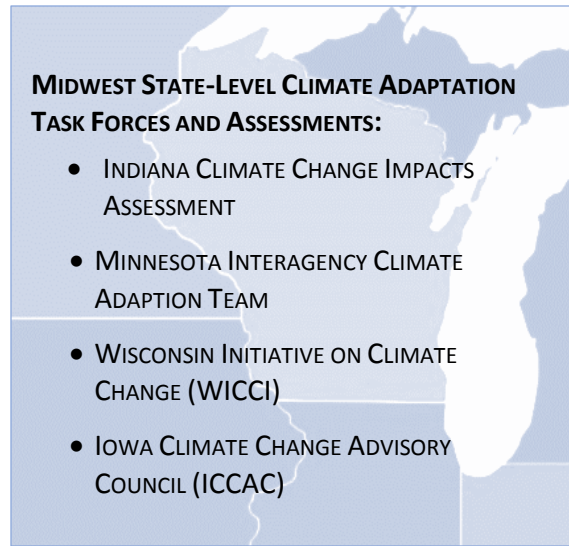 MIDWEST STATE-LEVEL CLIMATE ADAPTATION
TASK FORCES AND ASSESSMENTS:
• INDIANA CLIMATE CHANGE IMPACTS
ASSESSMENT
• MINNESOTA INTERAGENCY CLIMATE
ADAPTION TEAM
• WISCONSIN INITIATIVE ON CLIMATE
CHANGE (WICCI)
• IOWA CLIMATE CHANGE ADVISORY
COUNCIL (ICCAC)